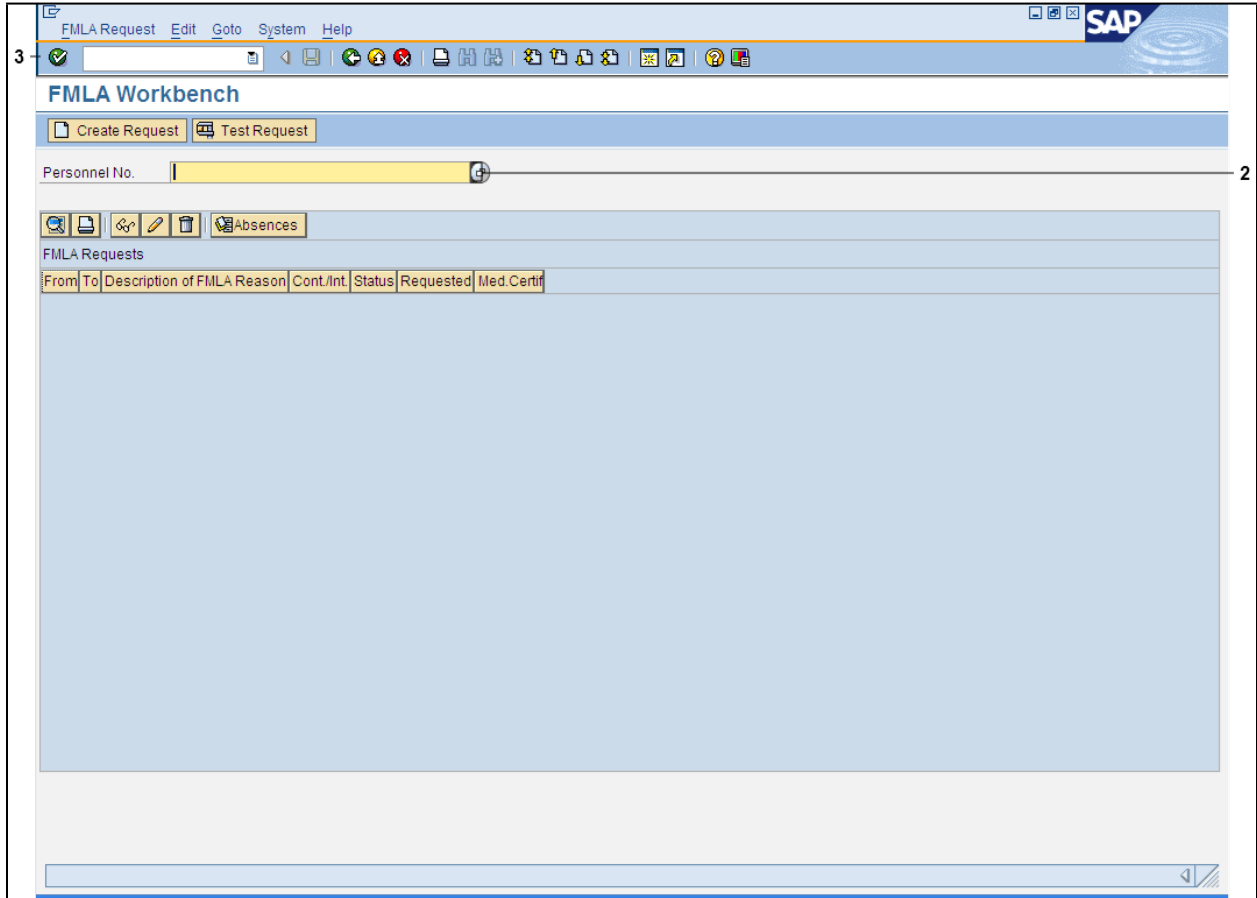 FMLA Request Edit Goto System Help
SAP
3
FMLA Workbench
Create Request Test Request
Personnel No.
2
Absences
FMLA Requests
From To Description of FMLA Reason Cont./Int. Status Requested Med.Certif